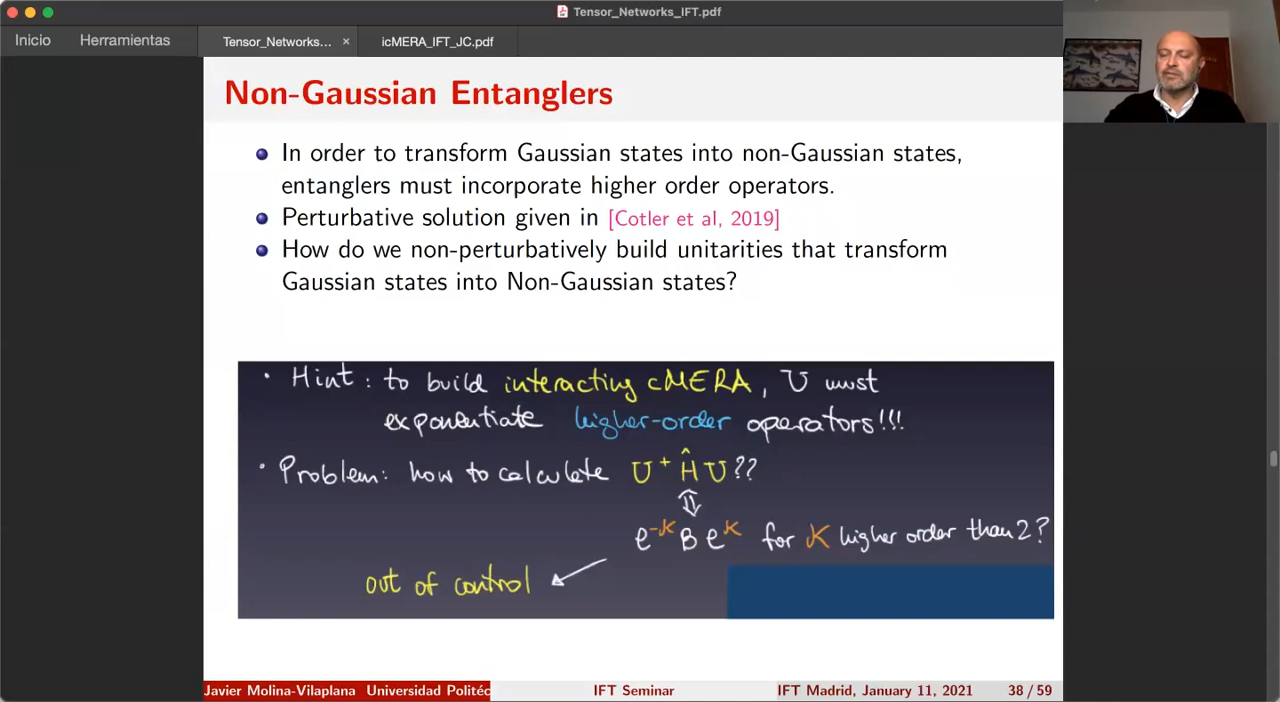 Tensor_Networks_IFT.pdf
Inicio Herramientas Tensor_Networks... × icMERA_IFT_JC.pdf
Non-Gaussian Entanglers
In order to transform Gaussian states into non-Gaussian states,
entanglers must incorporate higher order operators.
Perturbative solution given in [Cotler et al, 2019]
How do we non-perturbatively build unitarities that transform
Gaussian states into Non-Gaussian states?
• Hint: to build interacting cMERA, U must
exponentiate higher-order operators!!!
• Problem: how to calculate U⁺ĤU??
⇕
e^-K B e^K for K higher order than 2?
out of control
Javier Molina-Vilaplana Universidad Politéc IFT Seminar IFT Madrid, January 11, 2021 38 / 59